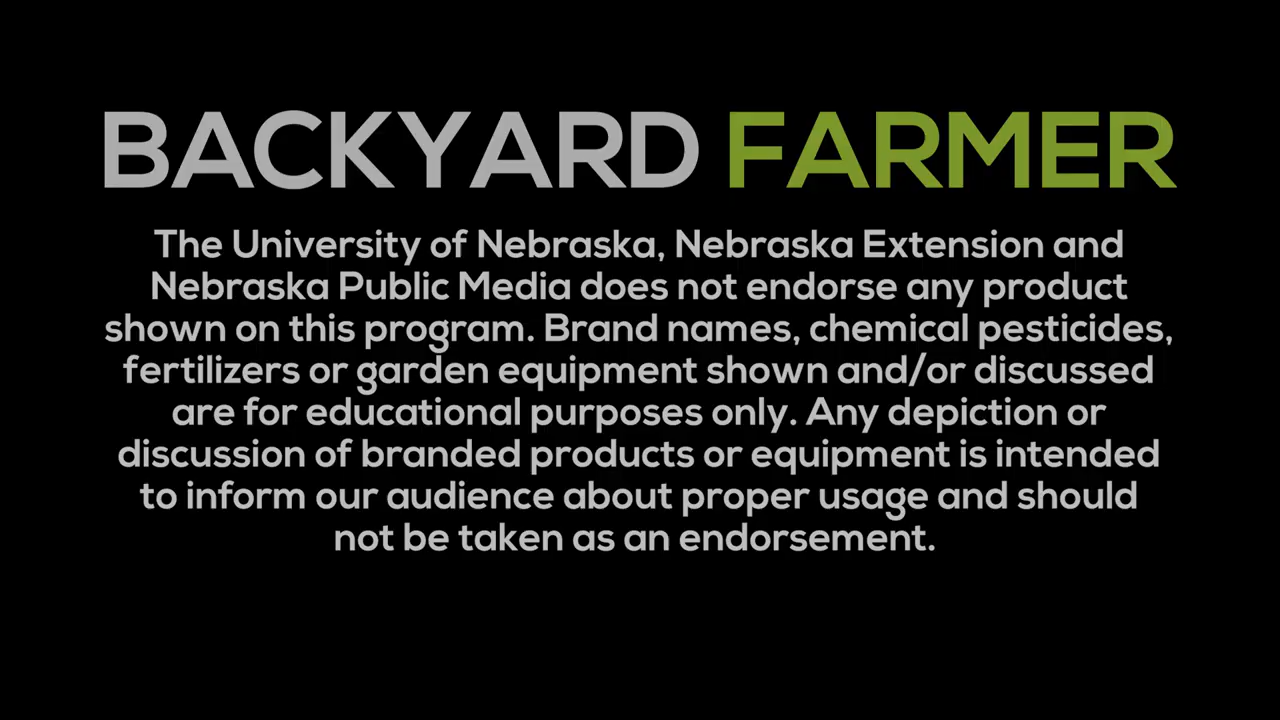 BACKYARD FARMER
The University of Nebraska, Nebraska Extension and
Nebraska Public Media does not endorse any product
shown on this program. Brand names, chemical pesticides,
fertilizers or garden equipment shown and/or discussed
are for educational purposes only. Any depiction or
discussion of branded products or equipment is intended
to inform our audience about proper usage and should
not be taken as an endorsement.